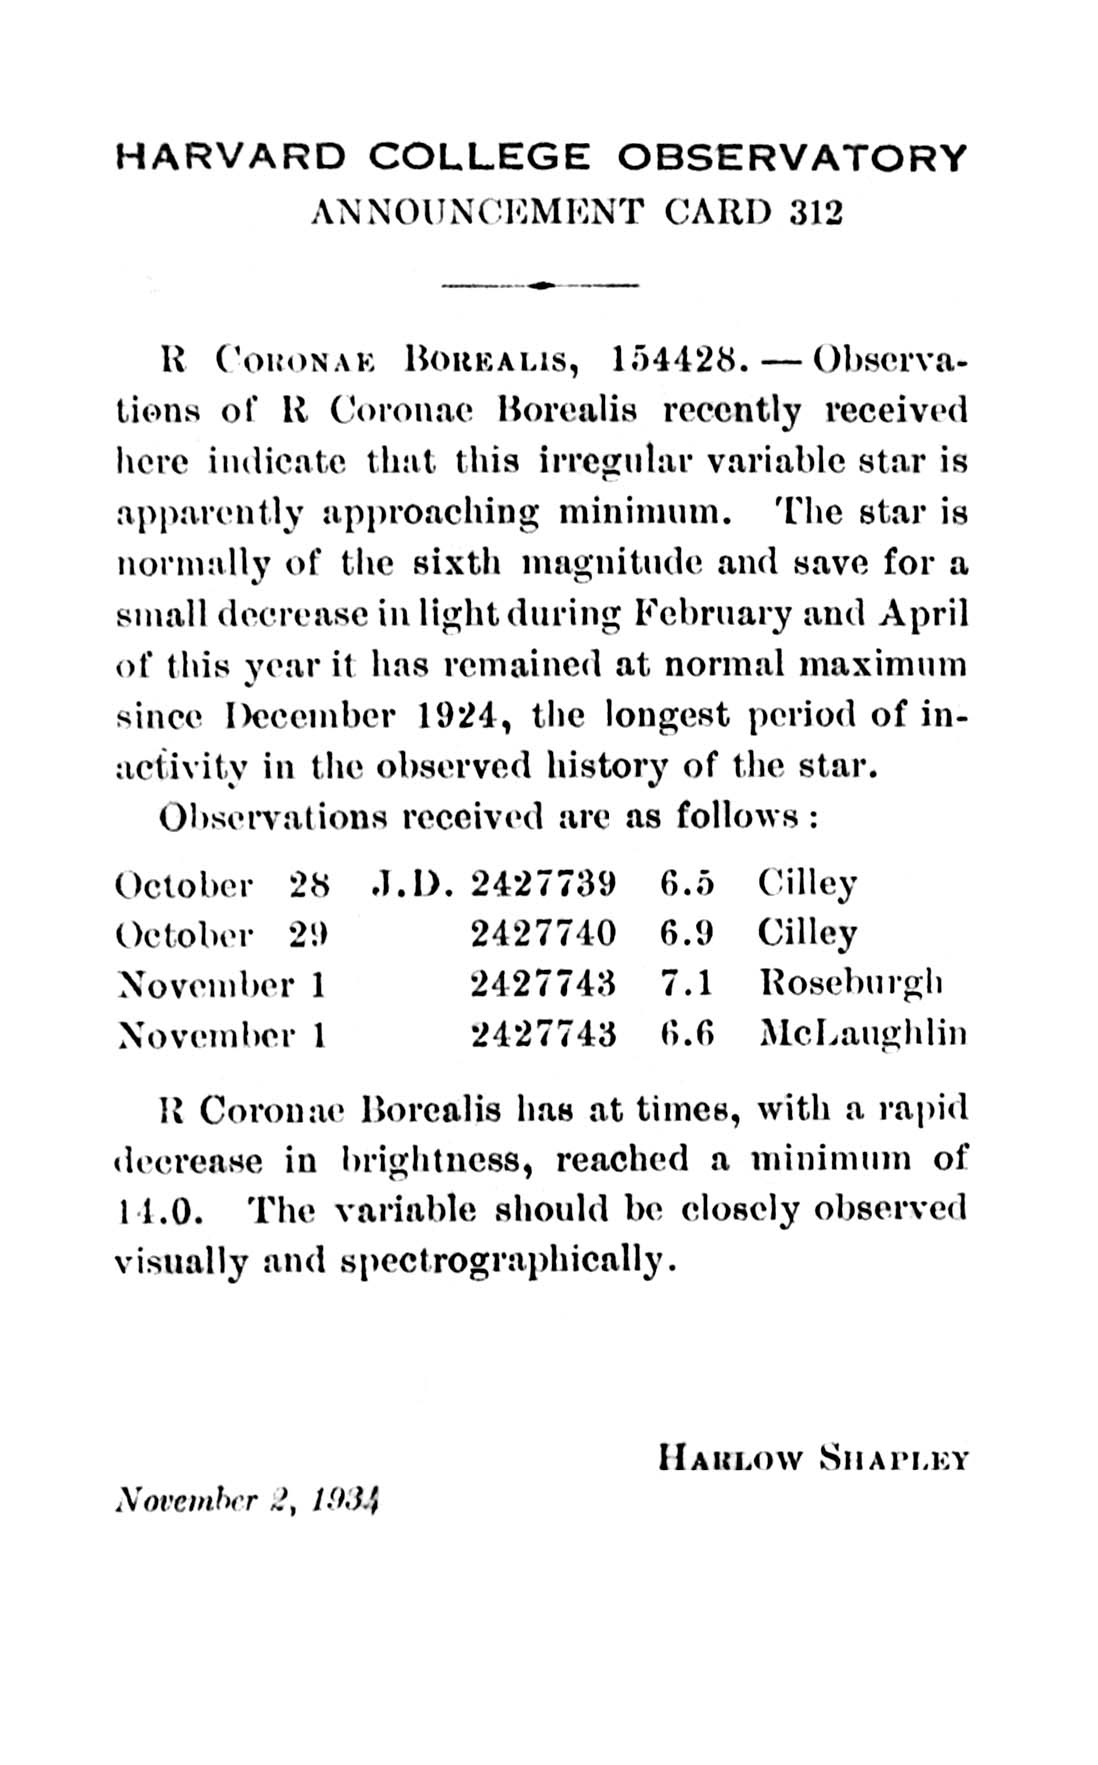 HARVARD COLLEGE OBSERVATORY
ANNOUNCEMENT CARD 312
R CORONAE BOREALIS, 154428. — Observa-
tions of R Coronae Borealis recently received
here indicate that this irregular variable star is
apparently approaching minimum. The star is
normally of the sixth magnitude and save for a
small decrease in light during February and April
of this year it has remained at normal maximum
since December 1924, the longest period of in-
activity in the observed history of the star.
Observations received are as follows :
October 28 J.D. 2427739 6.5 Cilley
October 29 2427740 6.9 Cilley
November 1 2427743 7.1 Roseburgh
November 1 2427743 6.6 McLaughlin
R Coronae Borealis has at times, with a rapid
decrease in brightness, reached a minimum of
14.0. The variable should be closely observed
visually and spectrographically.
HARLOW SHAPLEY
November 2, 1934